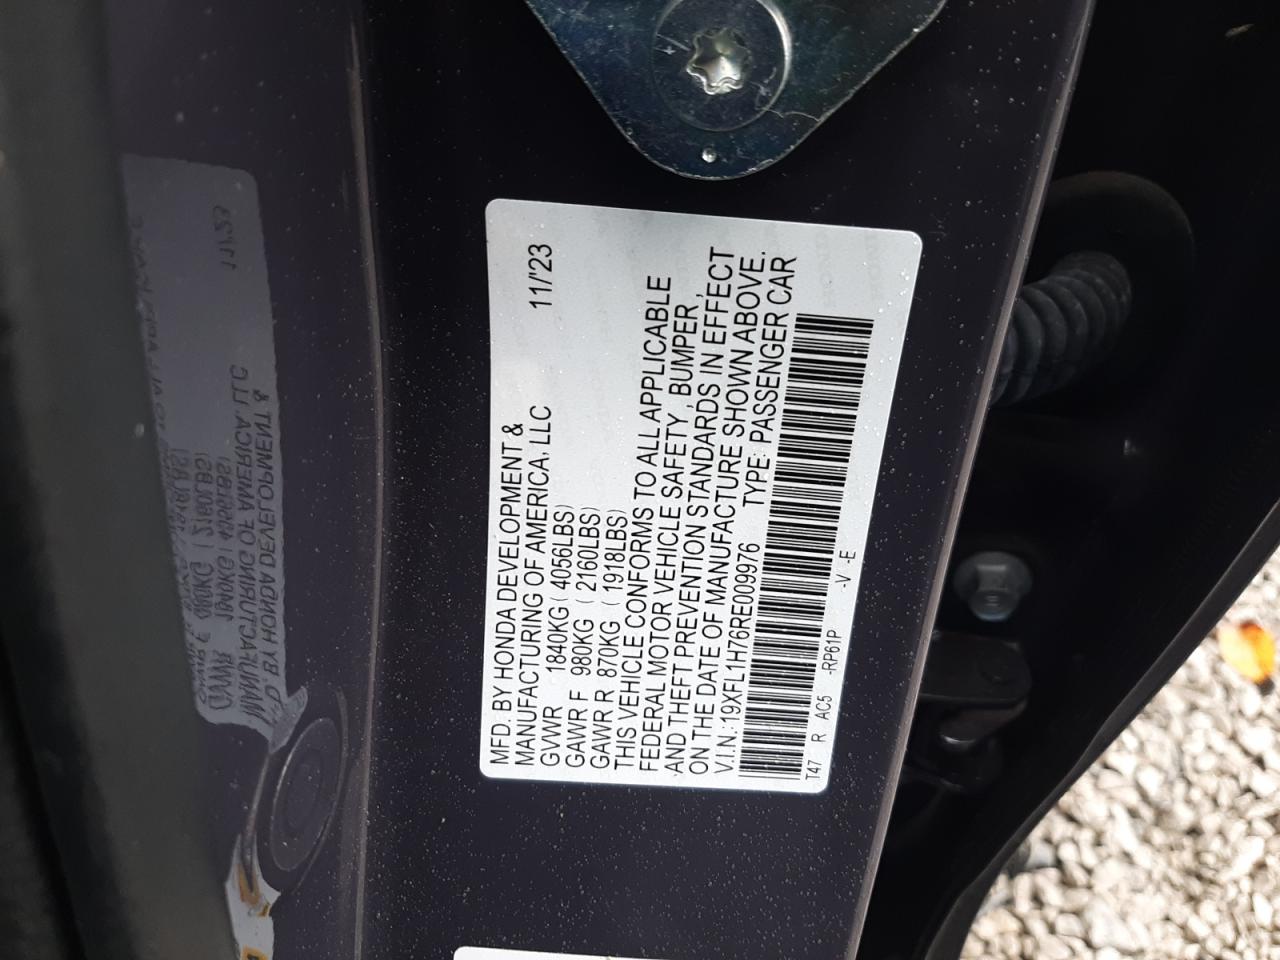 MFD. BY HONDA DEVELOPMENT &
MANUFACTURING OF AMERICA, LLC 11/'23
GVWR 1840KG ( 4056LBS)
GAWR F 980KG ( 2160LBS)
GAWR R 870KG ( 1918LBS)
THIS VEHICLE CONFORMS TO ALL APPLICABLE
FEDERAL MOTOR VEHICLE SAFETY, BUMPER,
AND THEFT PREVENTION STANDARDS IN EFFECT
ON THE DATE OF MANUFACTURE SHOWN ABOVE.
V.I.N.: 19XFL1H76RE009976 TYPE: PASSENGER CAR
T47 R AC5 -RP61P -V -E